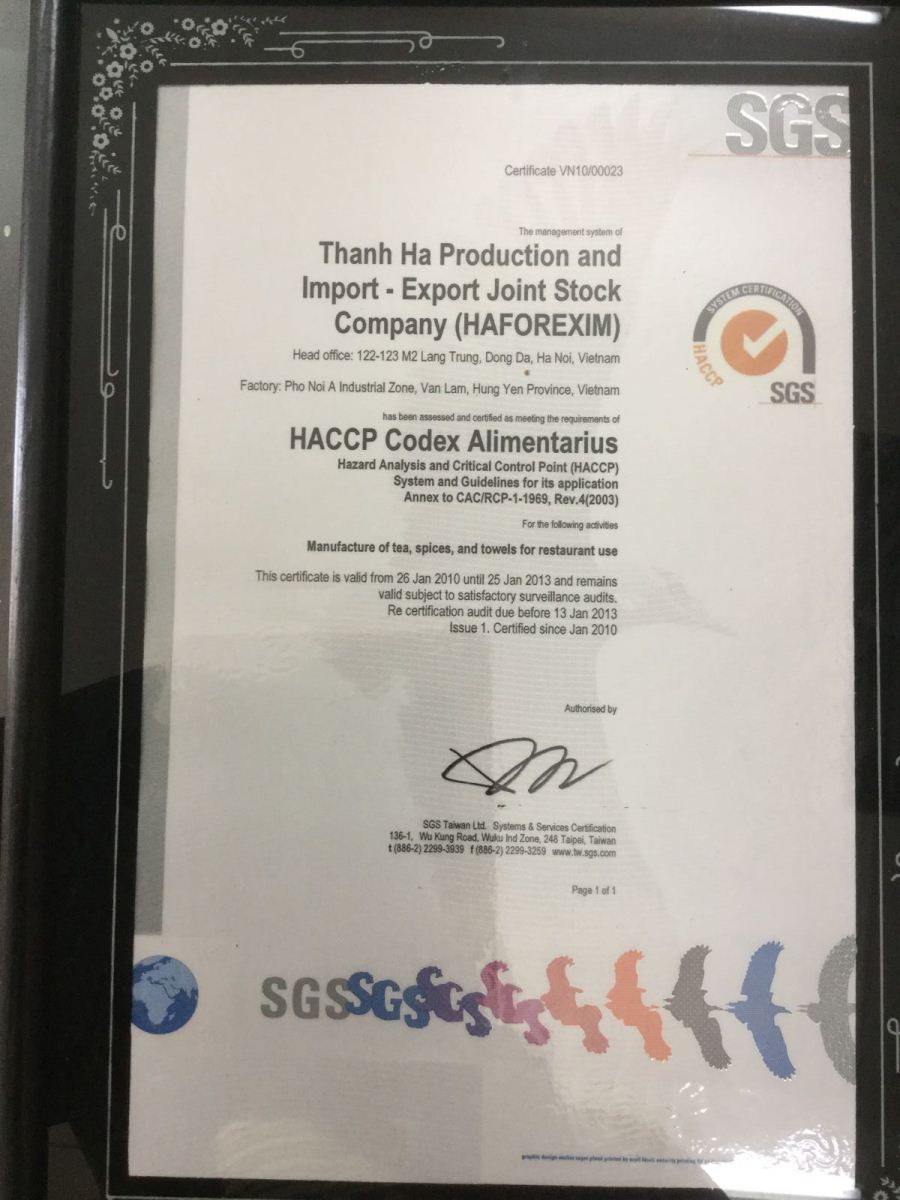 SGS
Certificate VN10/00023
The management system of
Thanh Ha Production and
Import - Export Joint Stock
Company (HAFOREXIM)
Head office: 122-123 M2 Lang Trung, Dong Da, Ha Noi, Vietnam
Factory: Pho Noi A Industrial Zone, Van Lam, Hung Yen Province, Vietnam
SYSTEM CERTIFICATION
HACCP
SGS
has been assessed and certified as meeting the requirements of
HACCP Codex Alimentarius
Hazard Analysis and Critical Control Point (HACCP)
System and Guidelines for its application
Annex to CAC/RCP-1-1969, Rev.4(2003)
For the following activities
Manufacture of tea, spices, and towels for restaurant use
This certificate is valid from 26 Jan 2010 until 25 Jan 2013 and remains
valid subject to satisfactory surveillance audits.
Re certification audit due before 13 Jan 2013
Issue 1. Certified since Jan 2010
Authorised by
SGS Taiwan Ltd. Systems & Services Certification
136-1, Wu Kung Road, Wuku Ind Zone, 248 Taipei, Taiwan
t (886-2) 2299-3939 f (886-2) 2299-3259 www.tw.sgs.com
Page 1 of 1
SGS SGS SGS SGS